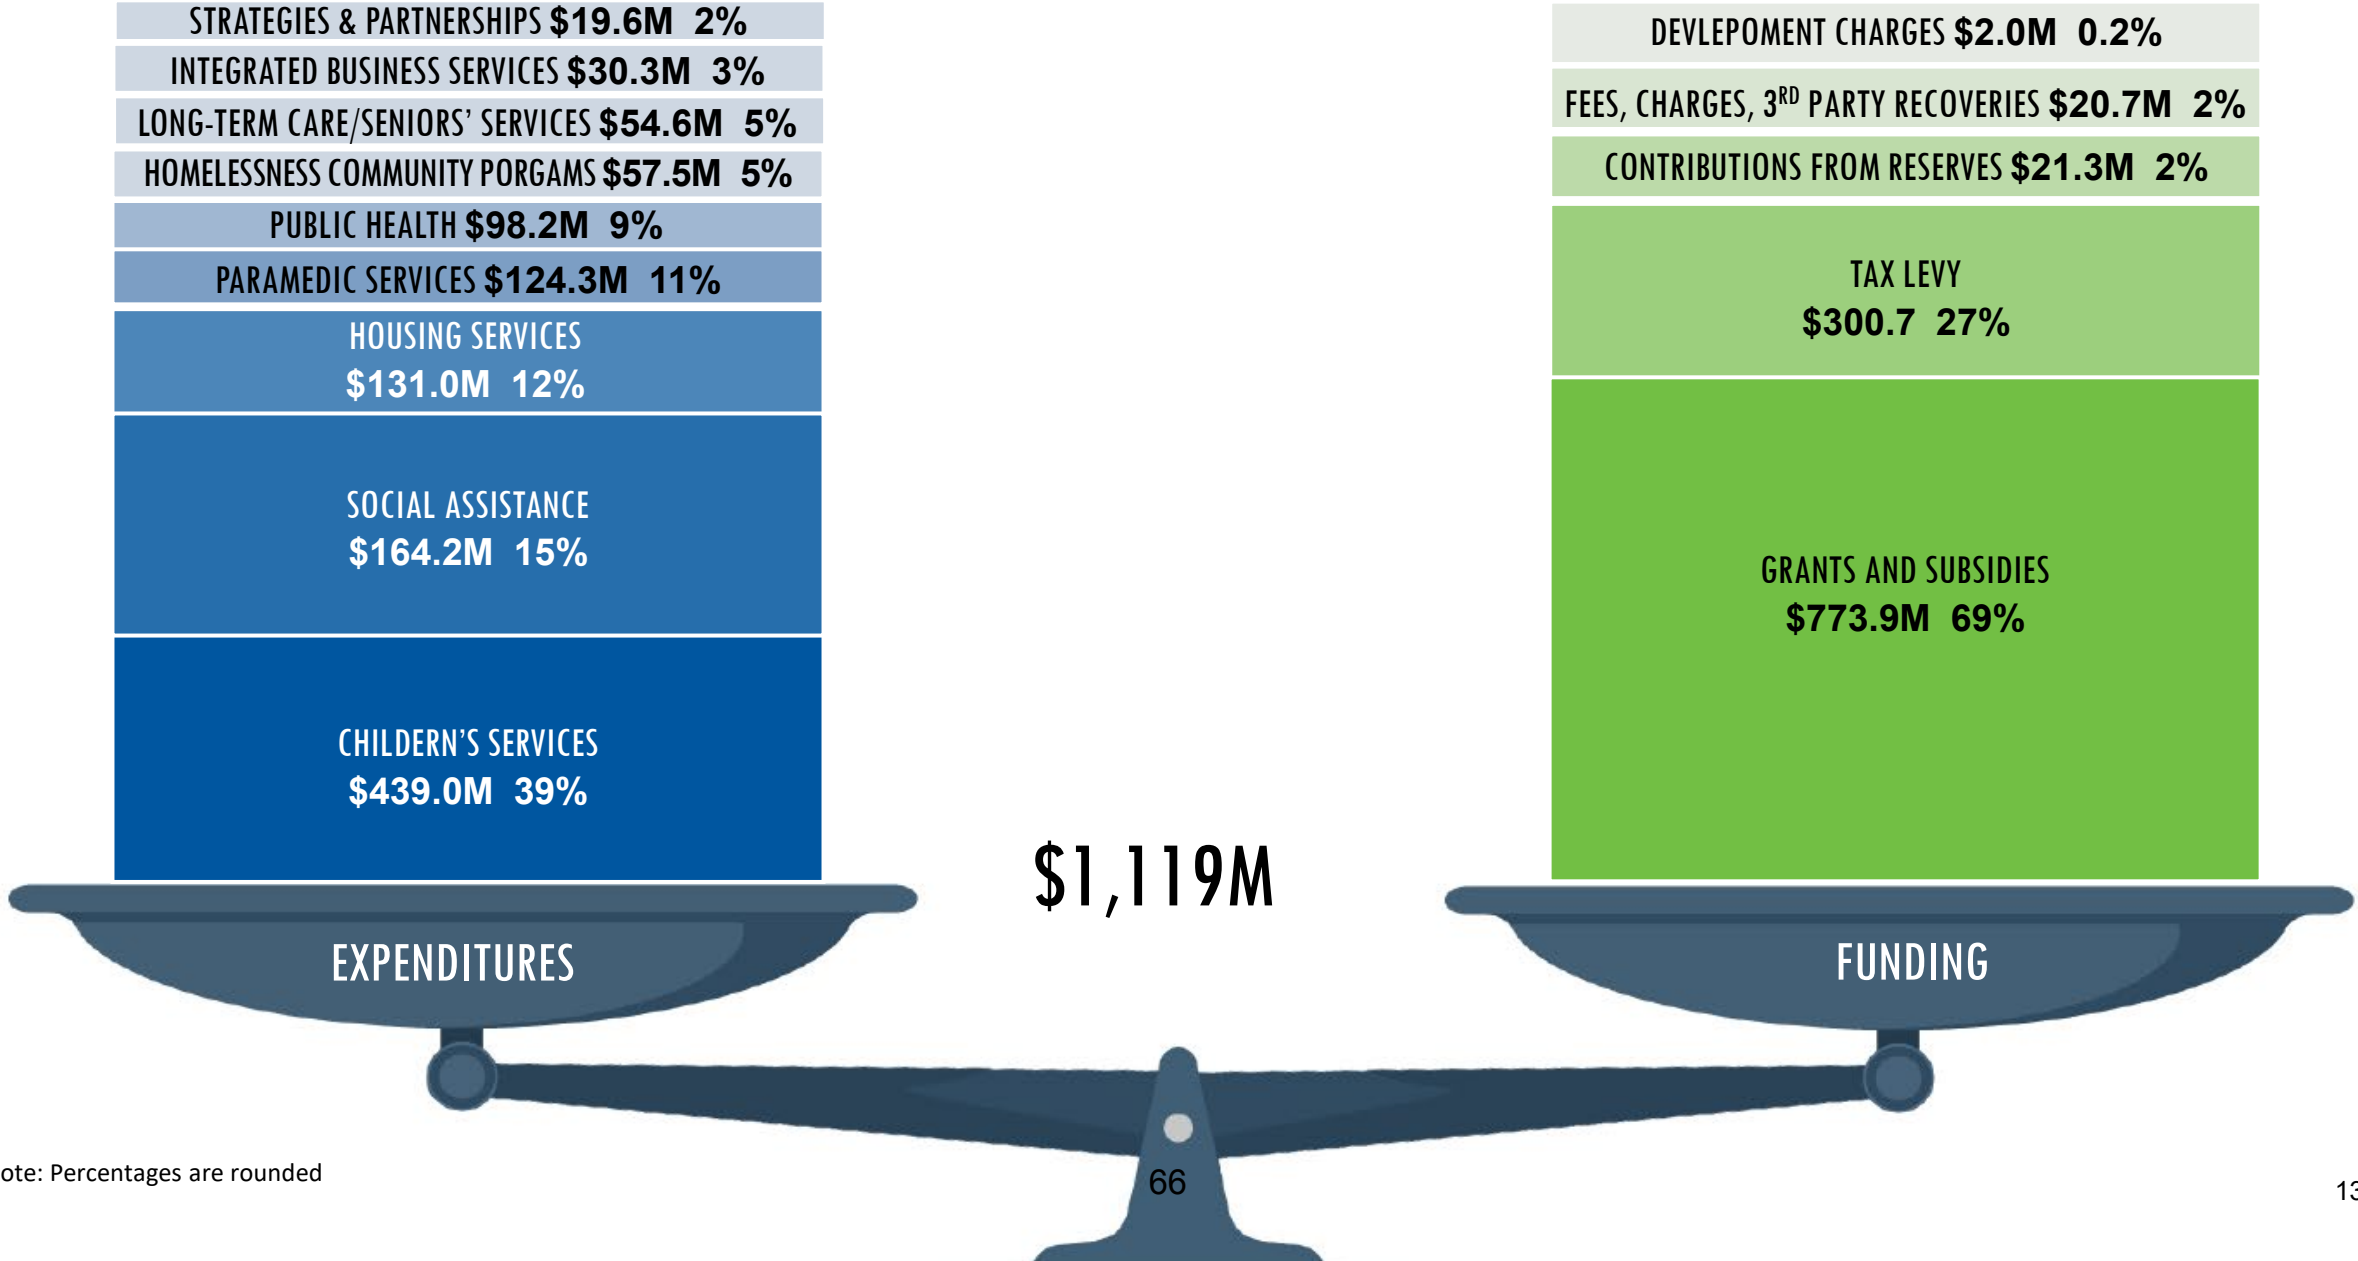 STRATEGIES & PARTNERSHIPS $19.6M 2%
INTEGRATED BUSINESS SERVICES $30.3M 3%
LONG-TERM CARE/SENIORS’ SERVICES $54.6M 5%
HOMELESSNESS COMMUNITY PORGAMS $57.5M 5%
PUBLIC HEALTH $98.2M 9%
PARAMEDIC SERVICES $124.3M 11%
HOUSING SERVICES
$131.0M 12%
SOCIAL ASSISTANCE
$164.2M 15%
CHILDERN’S SERVICES
$439.0M 39%
EXPENDITURES
$1,119M
DEVLEPOMENT CHARGES $2.0M 0.2%
FEES, CHARGES, 3RD PARTY RECOVERIES $20.7M 2%
CONTRIBUTIONS FROM RESERVES $21.3M 2%
TAX LEVY
$300.7 27%
GRANTS AND SUBSIDIES
$773.9M 69%
FUNDING
ote: Percentages are rounded
66
13